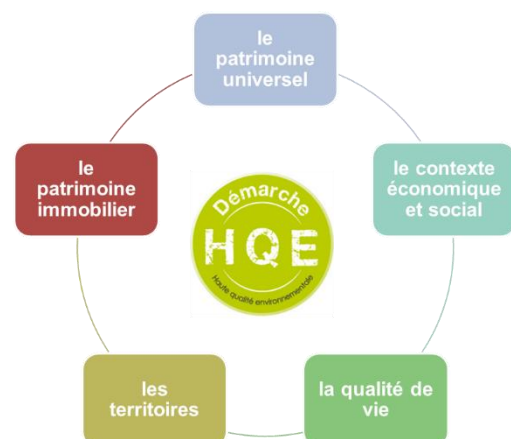 le
patrimoine
universel
le
patrimoine
immobilier
le contexte
économique
et social
Démarche
HQE
Haute qualité environnementale
les
territoires
la qualité de
vie